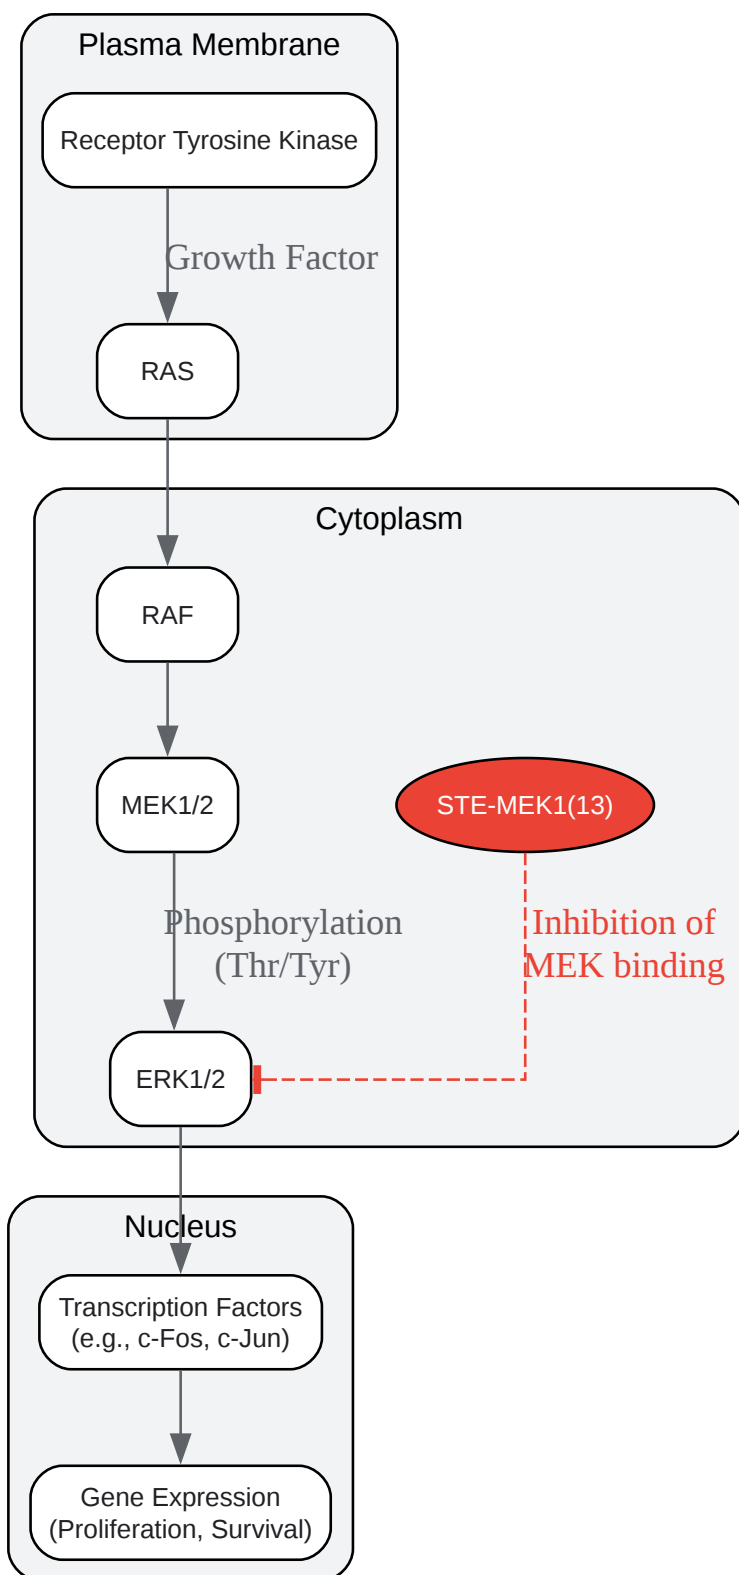 Plasma Membrane
Receptor Tyrosine Kinase
Growth Factor
RAS
Cytoplasm
RAF
MEK1/2
STE-MEK1(13)
Phosphorylation
(Thr/Tyr)
Inhibition of
MEK binding
ERK1/2
Nucleus
Transcription Factors
(e.g., c-Fos, c-Jun)
Gene Expression
(Proliferation, Survival)